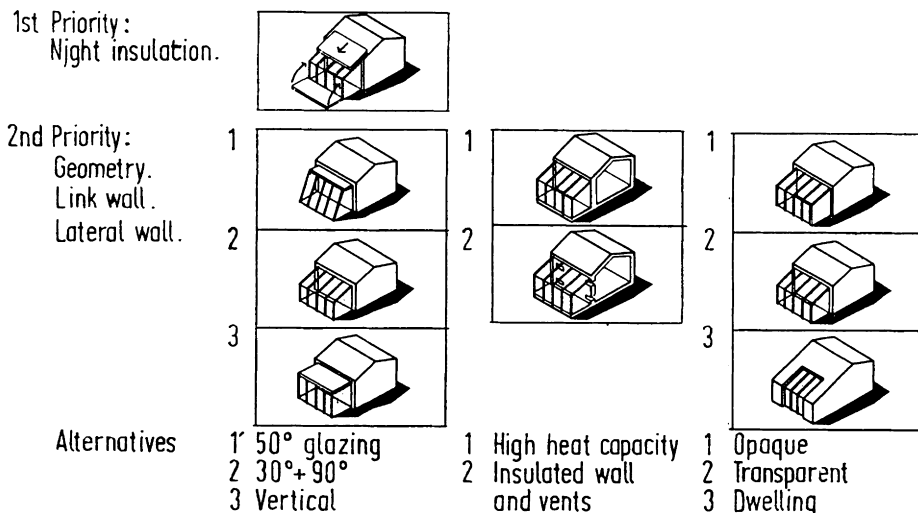 1st Priority:
Night insulation.
2nd Priority:
Geometry.
Link wall.
Lateral wall.
1
2
3
1
2
1
2
3
Alternatives
1 50° glazing
2 30°+90°
3 Vertical
1 High heat capacity
2 Insulated wall
and vents
1 Opaque
2 Transparent
3 Dwelling